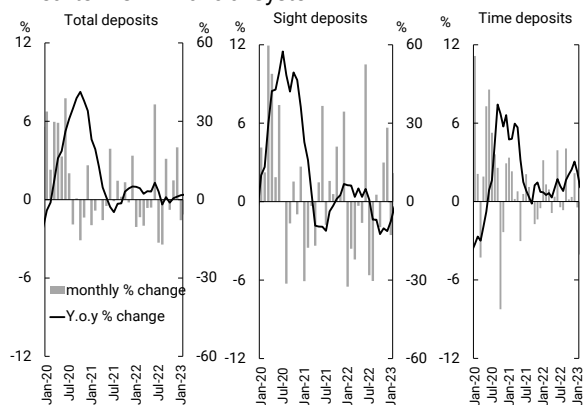 Total deposits
Sight deposits
Time deposits
%
%
%
%
%
12
60
12
60
12
6
30
6
30
6
0
0
0
0
0
-6
-30
-6
-30
-6
-12
-60
-12
-60
-12
monthly % change
Y.o.y % change
Jan-20
Jul-20
Jan-21
Jul-21
Jan-22
Jul-22
Jan-23
Jan-20
Jul-20
Jan-21
Jul-21
Jan-22
Jul-22
Jan-23
Jan-20
Jul-20
Jan-21
Jul-21
Jan-22
Jul-22
Jan-23